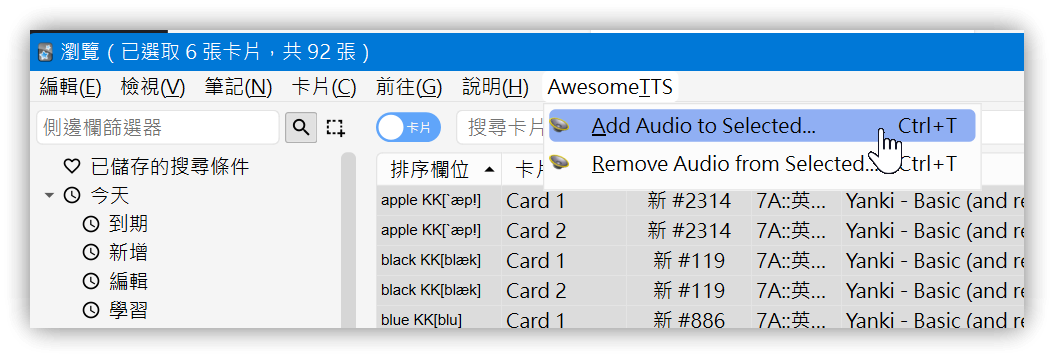 瀏覽 ( 已選取 6 張卡片，共 92 張 )
編輯(E) 檢視(V) 筆記(N) 卡片(C) 前往(G) 說明(H) AwesomeTTS
側邊欄篩選器 卡片 搜尋卡片
Add Audio to Selected... Ctrl+T
Remove Audio from Selected... Ctrl+T
已儲存的搜尋條件
今天
到期
新增
編輯
學習
排序欄位
apple KK[`æp!] Card 1 新 #2314 7A::英... Yanki - Basic (and re
apple KK[`æp!] Card 2 新 #2314 7A::英... Yanki - Basic (and re
black KK[blæk] Card 1 新 #119 7A::英... Yanki - Basic (and re
black KK[blæk] Card 2 新 #119 7A::英... Yanki - Basic (and re
blue KK[blu] Card 1 新 #886 7A::英... Yanki - Basic (and re